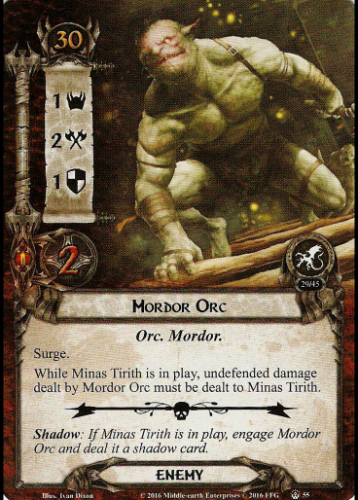 30
1
2
1
2
29/45
MORDOR ORC
Orc. Mordor.
Surge.
While Minas Tirith is in play, undefended damage
dealt by Mordor Orc must be dealt to Minas Tirith.
Shadow: If Minas Tirith is in play, engage Mordor
Orc and deal it a shadow card.
ENEMY
Illus. Ivan Dixon © 2016 Middle-earth Enterprises © 2016 FFG 55